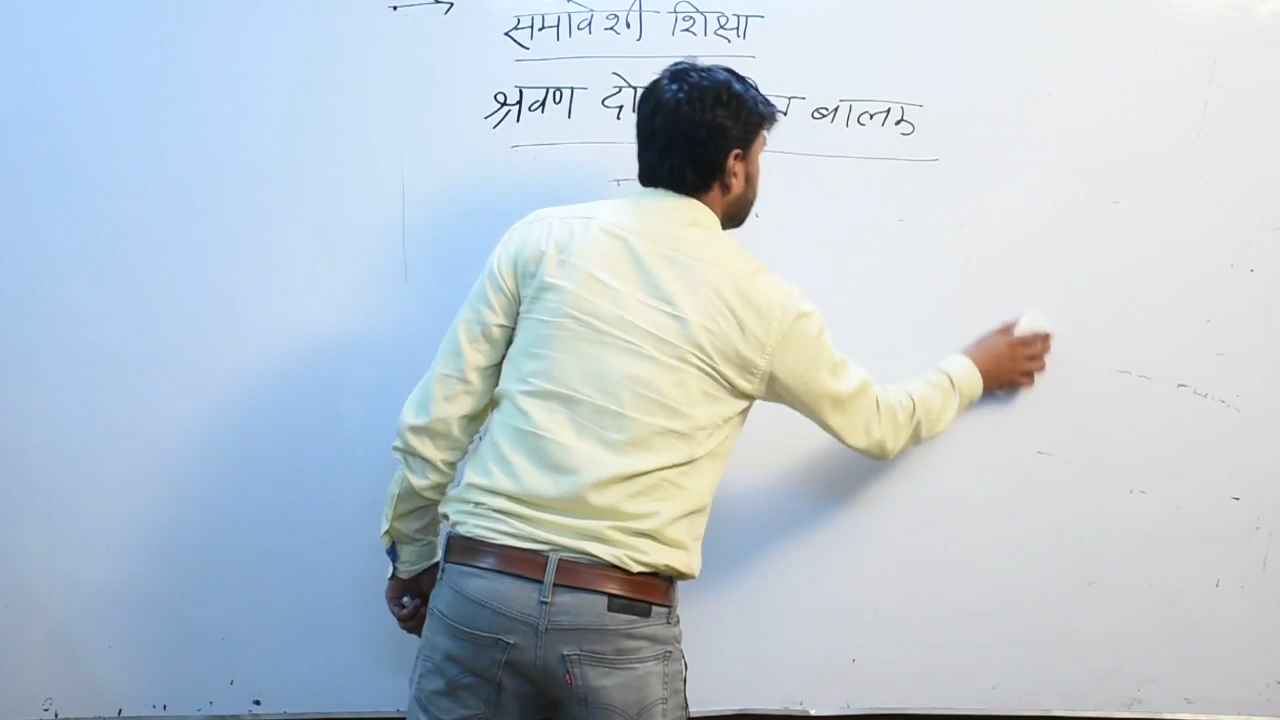 समावेशी शिक्षा
श्रवण बालक